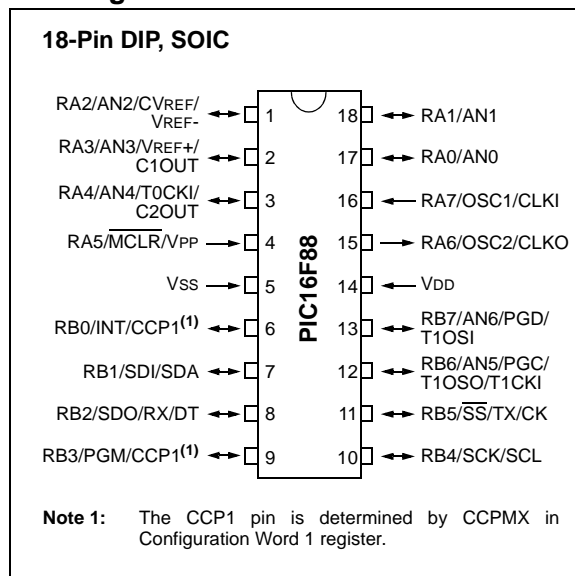 18-Pin DIP, SOIC
RA2/AN2/CVREF/
VREF-
1
18
RA1/AN1
RA3/AN3/VREF+/
C1OUT
2
17
RA0/AN0
RA4/AN4/T0CKI/
C2OUT
3
16
RA7/OSC1/CLKI
RA5/MCLR/VPP
4
15
RA6/OSC2/CLKO
VSS
5
14
VDD
RB0/INT/CCP1(1)
6
13
RB7/AN6/PGD/
T1OSI
RB1/SDI/SDA
7
12
RB6/AN5/PGC/
T1OSO/T1CKI
RB2/SDO/RX/DT
8
11
RB5/SS/TX/CK
RB3/PGM/CCP1(1)
9
10
RB4/SCK/SCL
PIC16F88
Note 1: The CCP1 pin is determined by CCPMX in
Configuration Word 1 register.